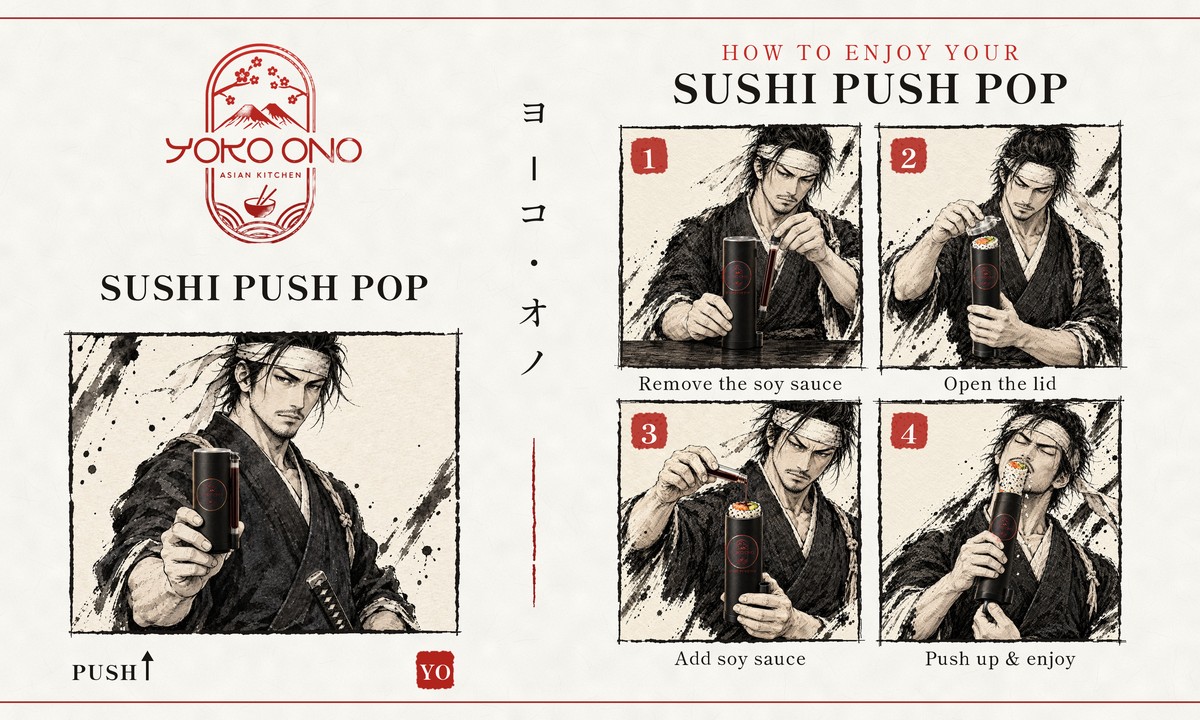 YOKO ONO
ASIAN KITCHEN
SUSHI PUSH POP
PUSH↑
YO
ヨーコ・オノ
HOW TO ENJOY YOUR
SUSHI PUSH POP
1
Remove the soy sauce
2
Open the lid
3
Add soy sauce
4
Push up & enjoy